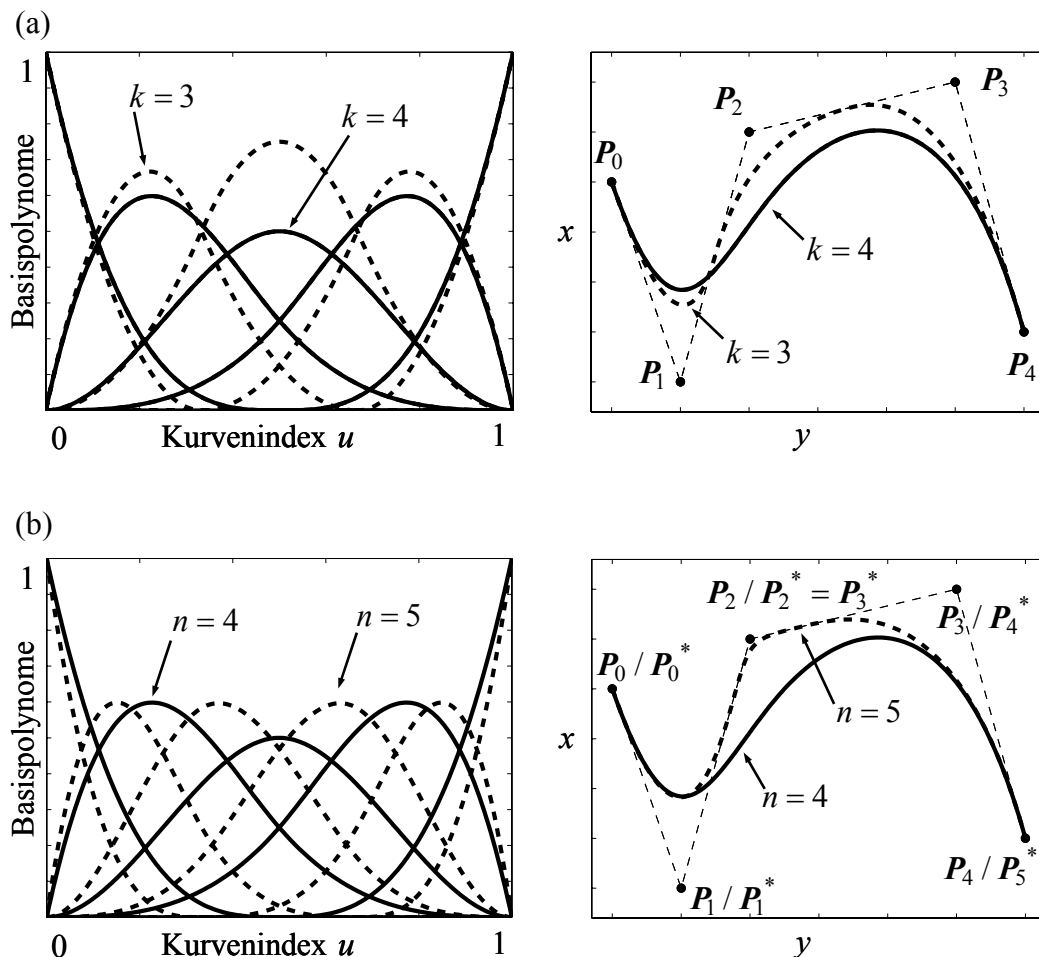 (a)
1
k = 3
k = 4
Basispolynome
0
Kurvenindex u
1
P0
P2
P3
x
k = 4
k = 3
P1
P4
y
(b)
1
n = 4
n = 5
Basispolynome
0
Kurvenindex u
1
P2 / P2* = P3*
P3 / P4*
P0 / P0*
x
n = 5
n = 4
P4 / P5*
P1 / P1*
y